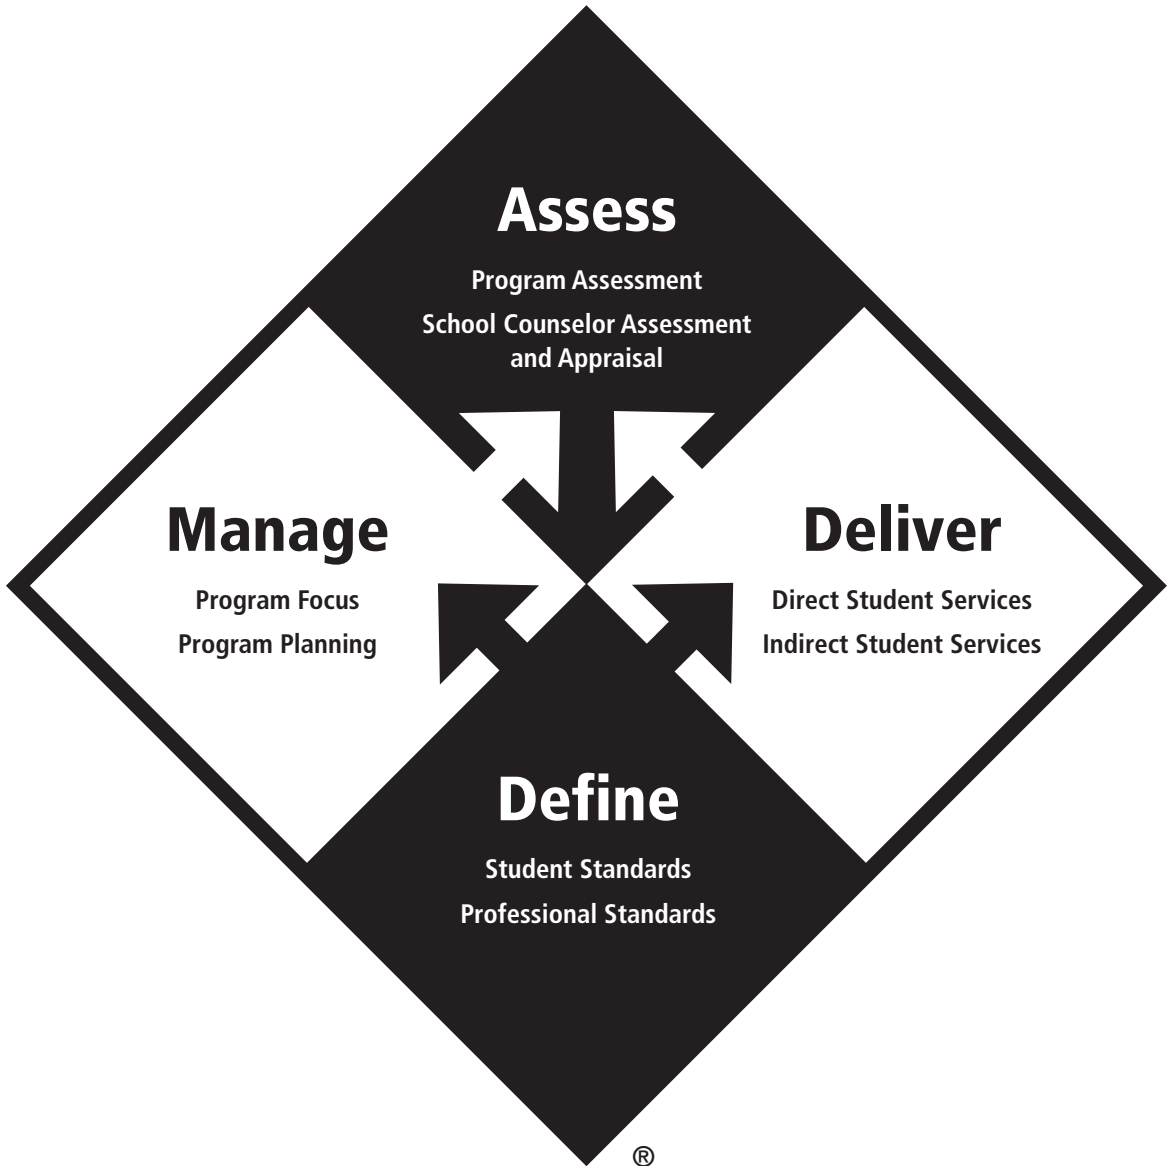 Assess
Program Assessment
School Counselor Assessment
and Appraisal
Manage
Program Focus
Program Planning
Deliver
Direct Student Services
Indirect Student Services
Define
Student Standards
Professional Standards
®